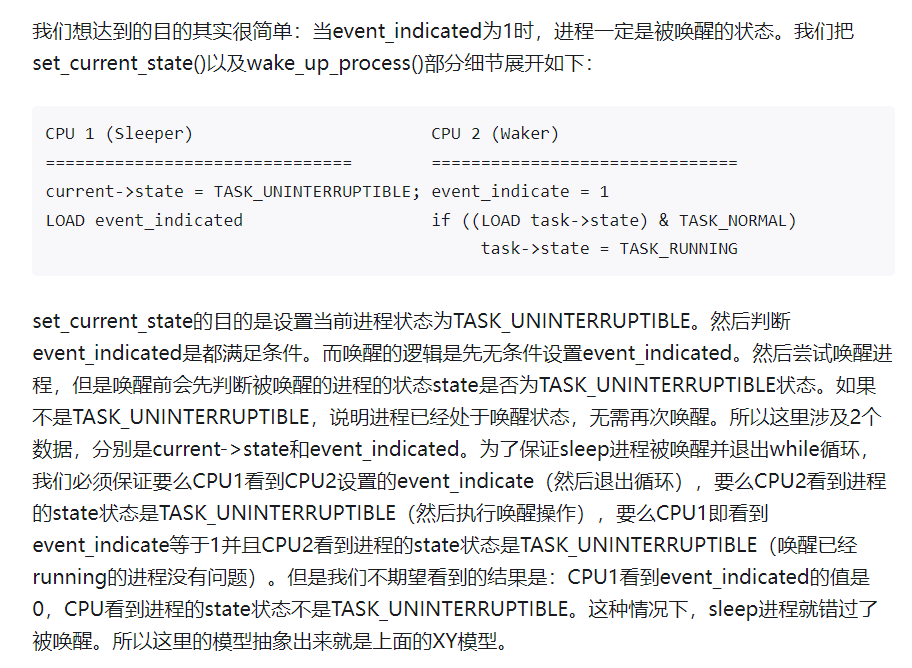 我们想达到的目的其实很简单：当event_indicated为1时，进程一定是被唤醒的状态。我们把
set_current_state()以及wake_up_process()部分细节展开如下：
CPU 1 (Sleeper)                        CPU 2 (Waker)
===============================        ===============================
current->state = TASK_UNINTERRUPTIBLE; event_indicate = 1
LOAD event_indicated                   if ((LOAD task->state) & TASK_NORMAL)
                                            task->state = TASK_RUNNING
set_current_state的目的是设置当前进程状态为TASK_UNINTERRUPTIBLE。然后判断
event_indicated是都满足条件。而唤醒的逻辑是先无条件设置event_indicated。然后尝试唤醒进
程，但是唤醒前会先判断被唤醒的进程的状态state是否为TASK_UNINTERRUPTIBLE状态。如果
不是TASK_UNINTERRUPTIBLE，说明进程已经处于唤醒状态，无需再次唤醒。所以这里涉及2个
数据，分别是current->state和event_indicated。为了保证sleep进程被唤醒并退出while循环，
我们必须保证要么CPU1看到CPU2设置的event_indicate（然后退出循环），要么CPU2看到进程
的state状态是TASK_UNINTERRUPTIBLE（然后执行唤醒操作），要么CPU1即看到
event_indicate等于1并且CPU2看到进程的state状态是TASK_UNINTERRUPTIBLE（唤醒已经
running的进程没有问题）。但是我们不期望看到的结果是：CPU1看到event_indicated的值是
0，CPU看到进程的state状态不是TASK_UNINTERRUPTIBLE。这种情况下，sleep进程就错过了
被唤醒。所以这里的模型抽象出来就是上面的XY模型。